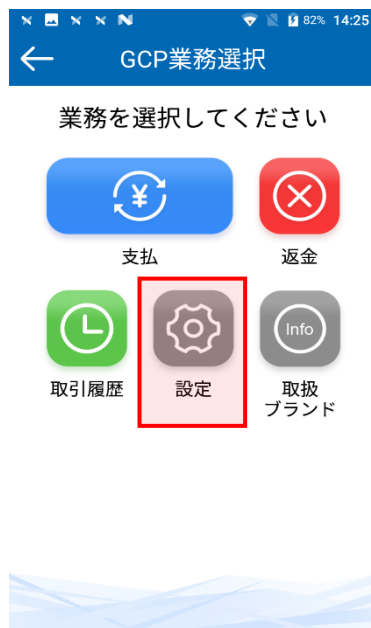 82% 14:25
GCP業務選択
業務を選択してください
¥
支払
返金
Info
取引履歴
設定
取扱
ブランド